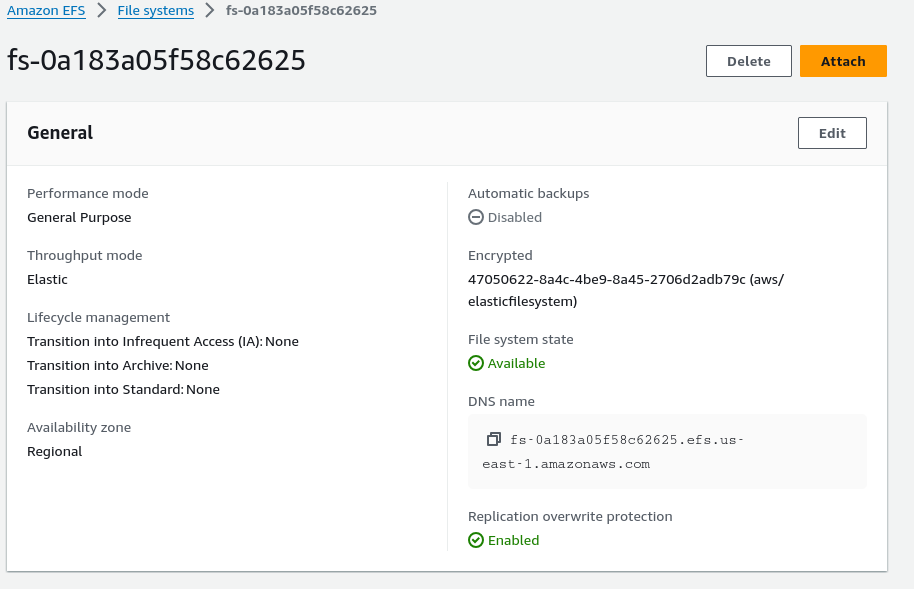 Amazon EFS > File systems > fs-0a183a05f58c62625
fs-0a183a05f58c62625
Delete
Attach
General
Edit
Performance mode
General Purpose
Throughput mode
Elastic
Lifecycle management
Transition into Infrequent Access (IA): None
Transition into Archive: None
Transition into Standard: None
Availability zone
Regional
Automatic backups
Disabled
Encrypted
47050622-8a4c-4be9-8a45-2706d2adb79c (aws/
elasticfilesystem)
File system state
Available
DNS name
fs-0a183a05f58c62625.efs.us-
east-1.amazonaws.com
Replication overwrite protection
Enabled